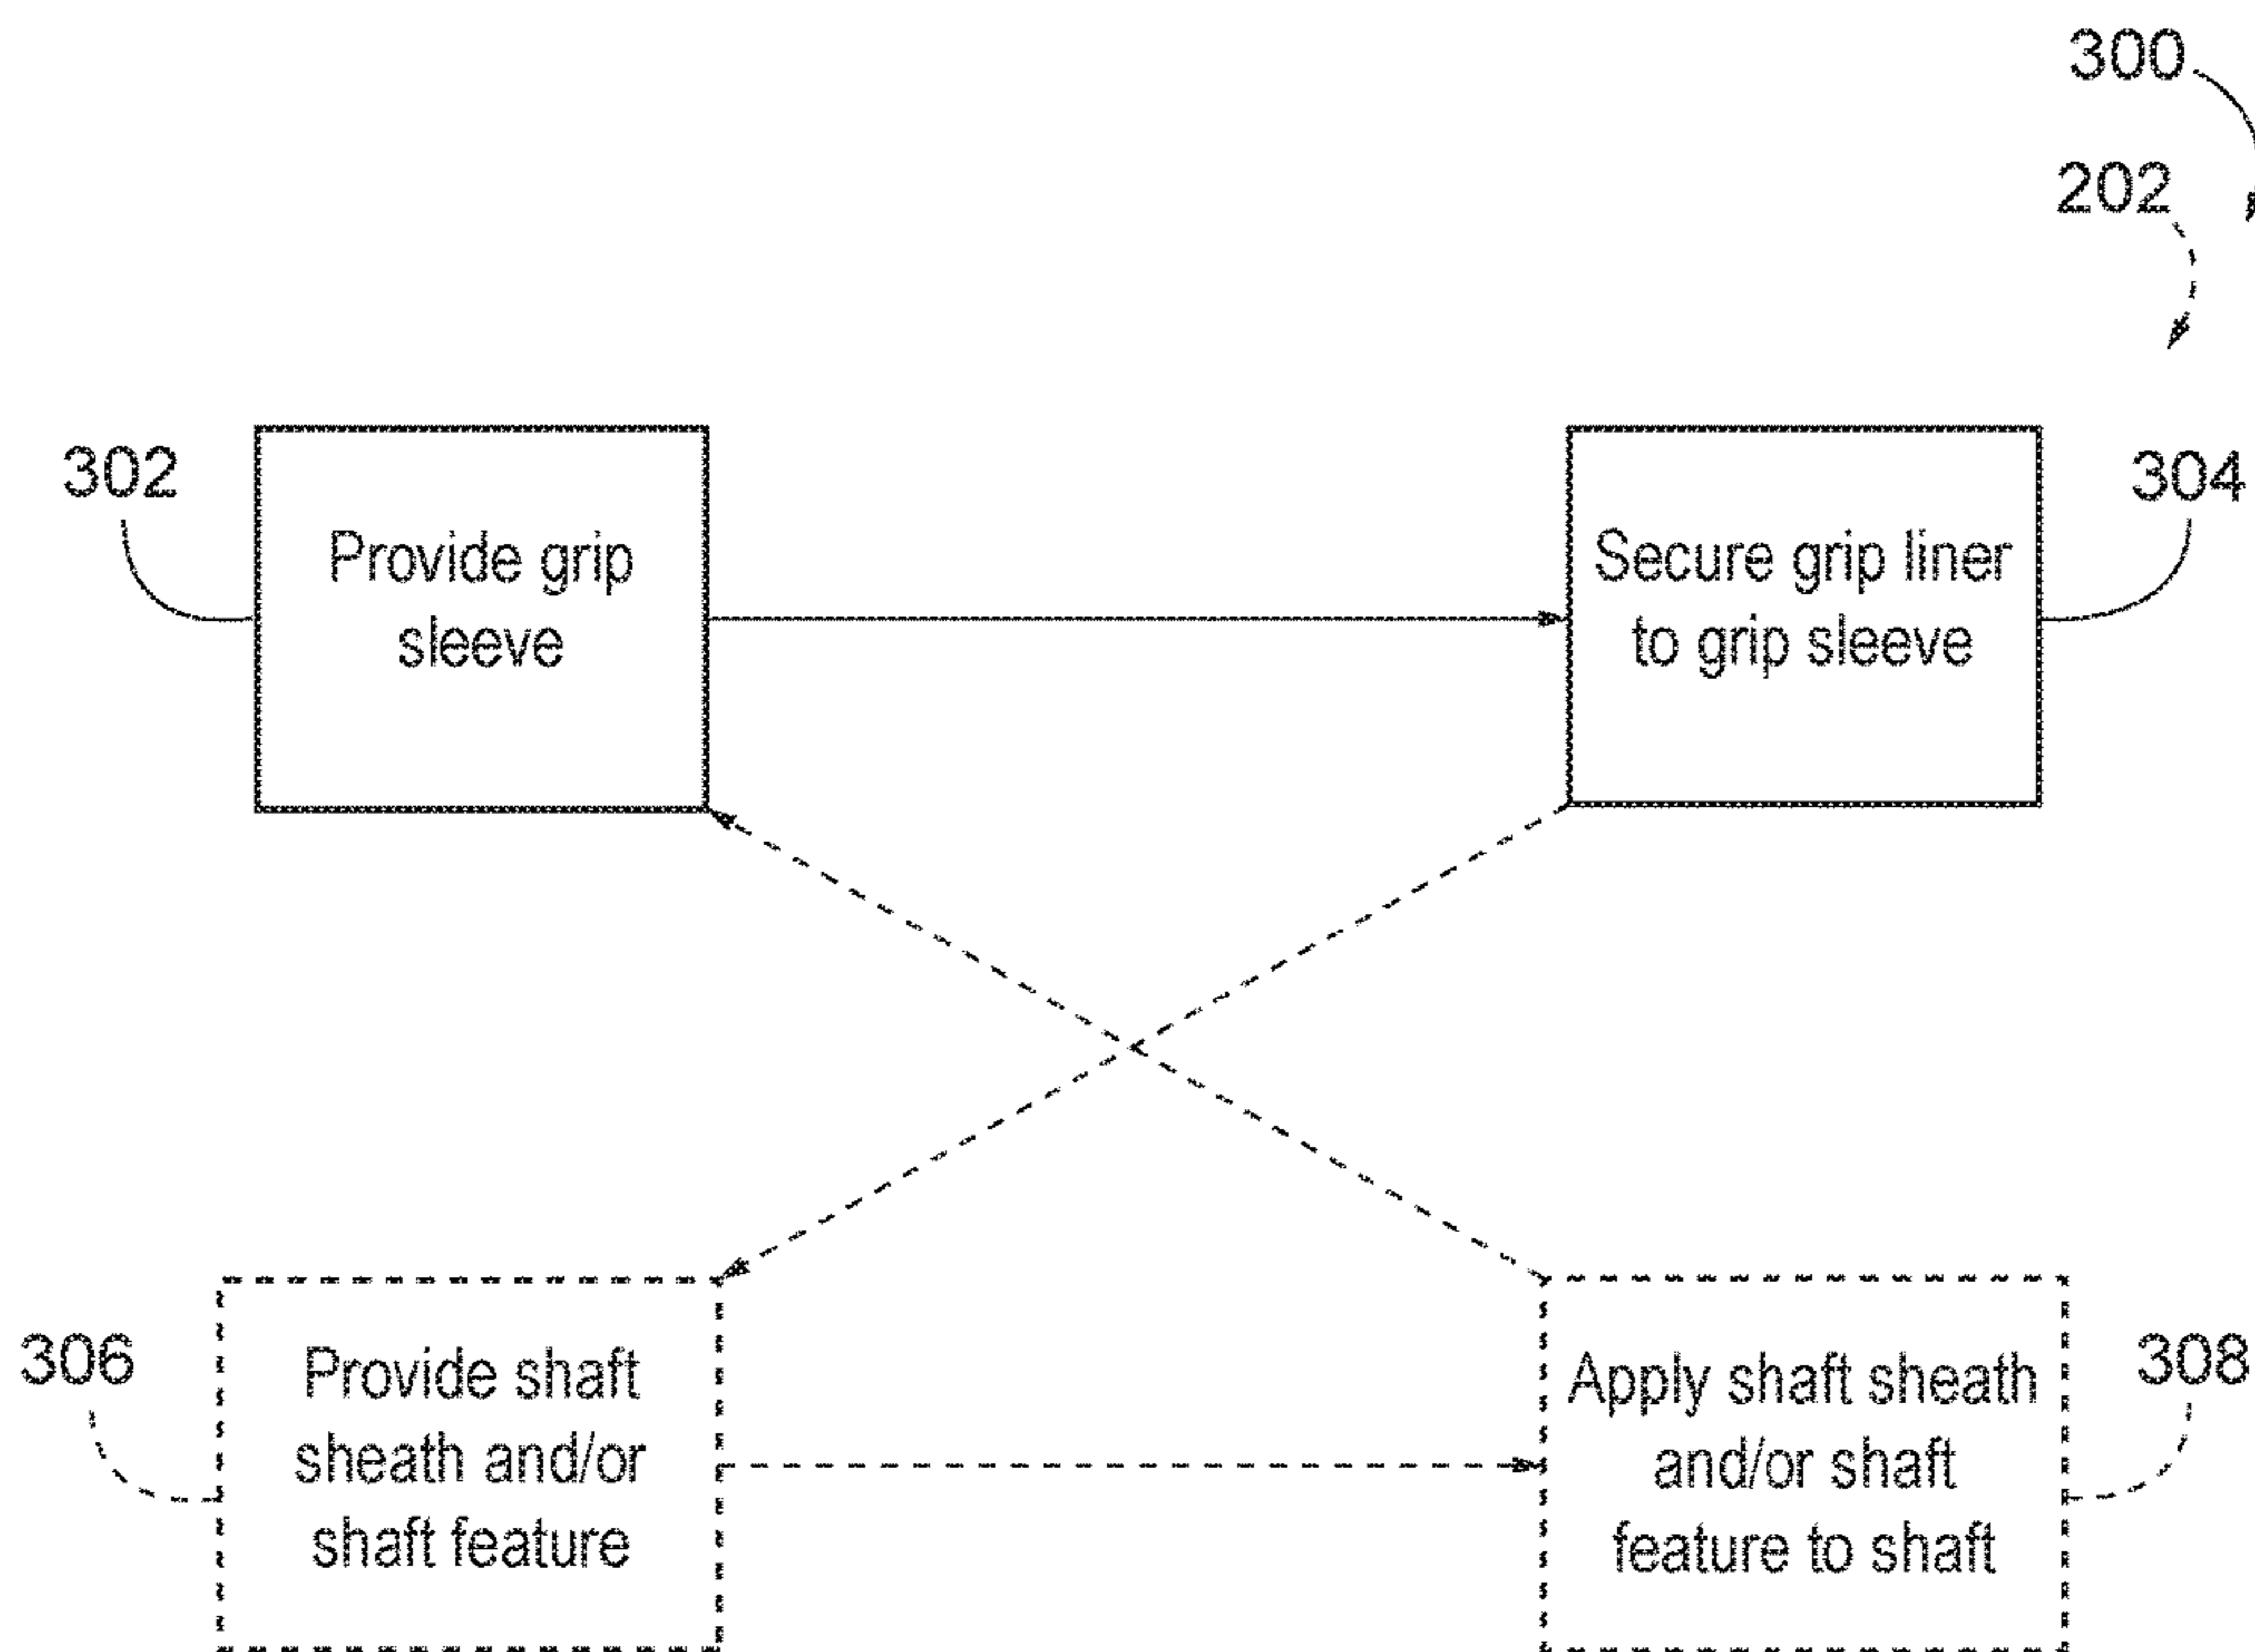 300
202
302
Provide grip
sleeve
Secure grip liner
to grip sleeve
304
306
Provide shaft
sheath and/or
shaft feature
Apply shaft sheath
and/or shaft
feature to shaft
308